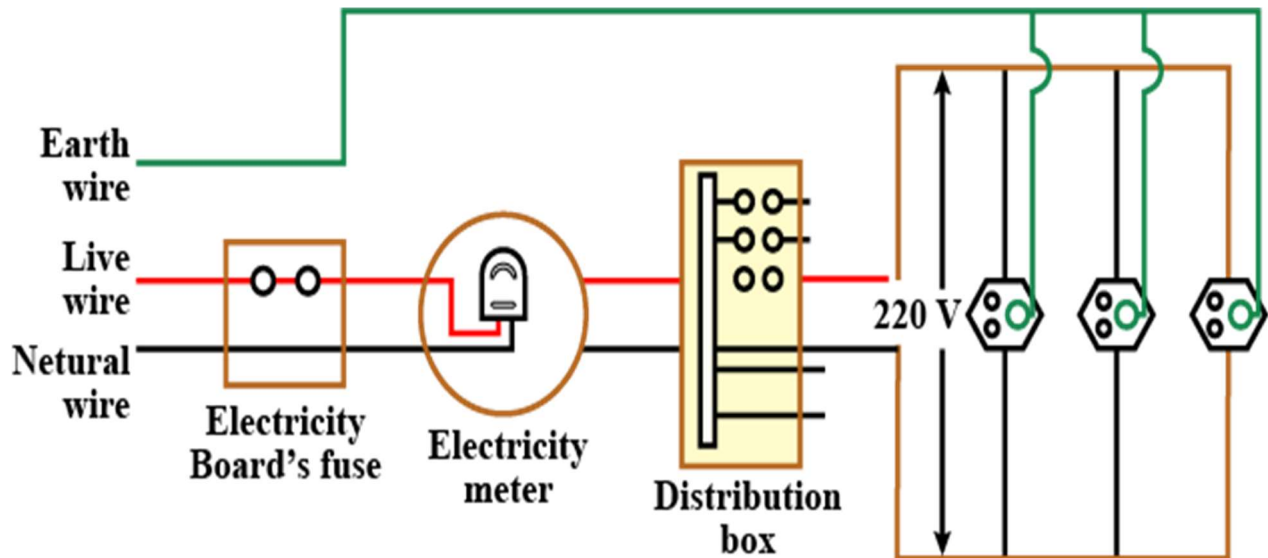 Earth
wire
Live
wire
Netural
wire
Electricity
Board's fuse
Electricity
meter
Distribution
box
220 V